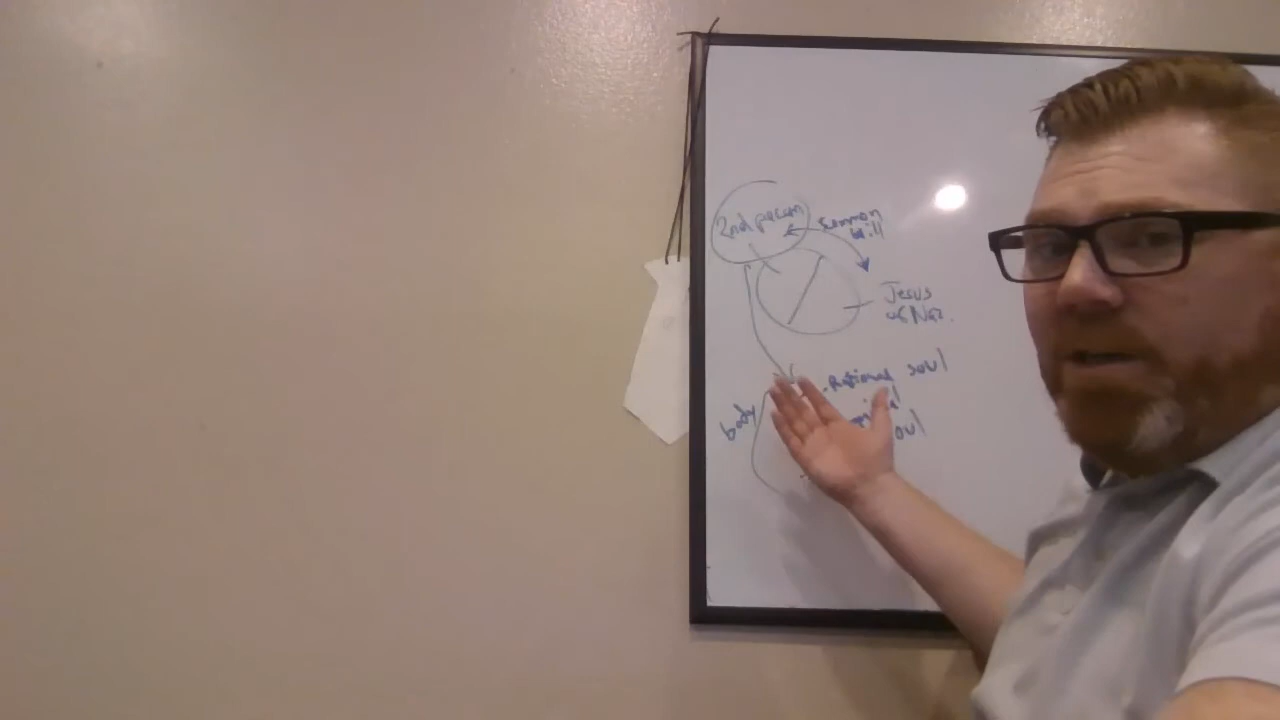 2nd person
common
will
Jesus
of Naz.
body
Rational soul
soul